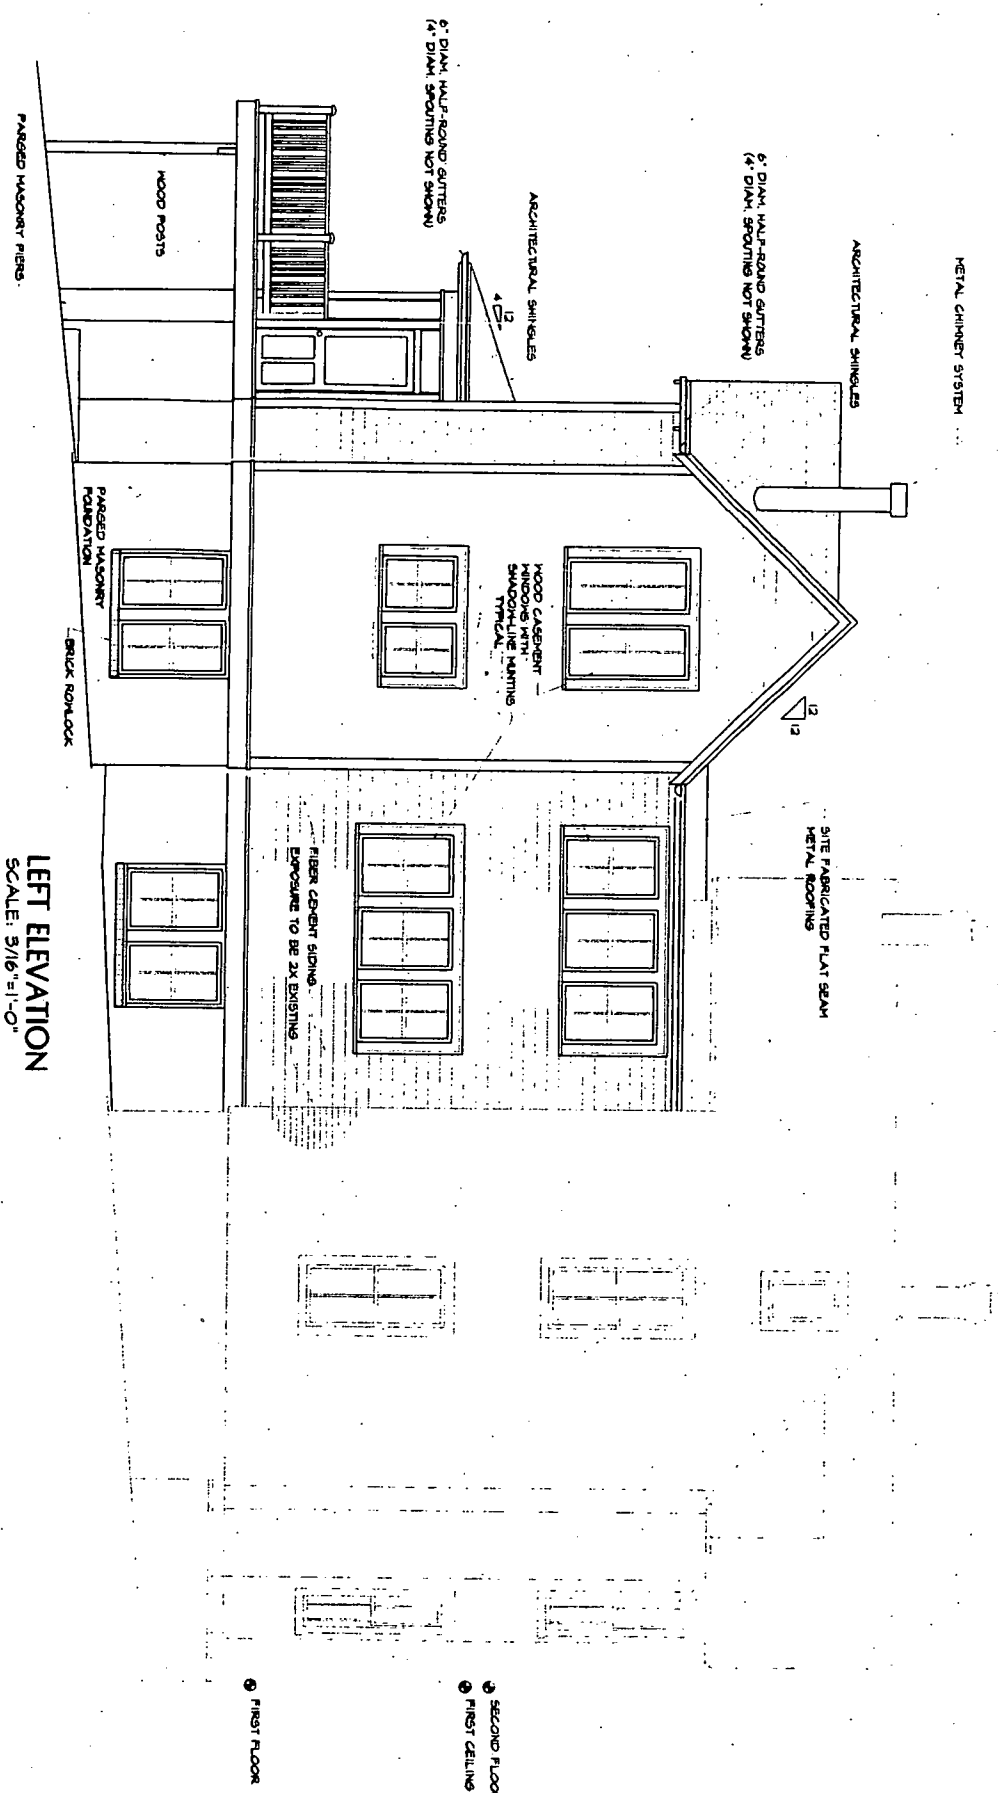 METAL CHIMNEY SYSTEM
ARCHITECTURAL SHINGLES
6" DIAM. HALF-ROUND GUTTERS
(4" DIAM. SPOUTING NOT SHOWN)
ARCHITECTURAL SHINGLES
6" DIAM. HALF-ROUND GUTTERS
(4" DIAM. SPOUTING NOT SHOWN)
12
4
12
12
SITE FABRICATED FLAT SEAM
METAL ROOFING
WOOD CASEMENT
WINDOWS WITH
SHADOW-LINE MUNTINS
TYPICAL
FIBER CEMENT SIDING
EXPOSURE TO BE 2X EXISTING
WOOD POSTS
PARGED MASONRY PIERS
PARGED MASONRY
FOUNDATION
BRICK ROWLOCK
SECOND FLOO
FIRST CEILING
FIRST FLOOR
LEFT ELEVATION
SCALE: 3/16"=1'-0"